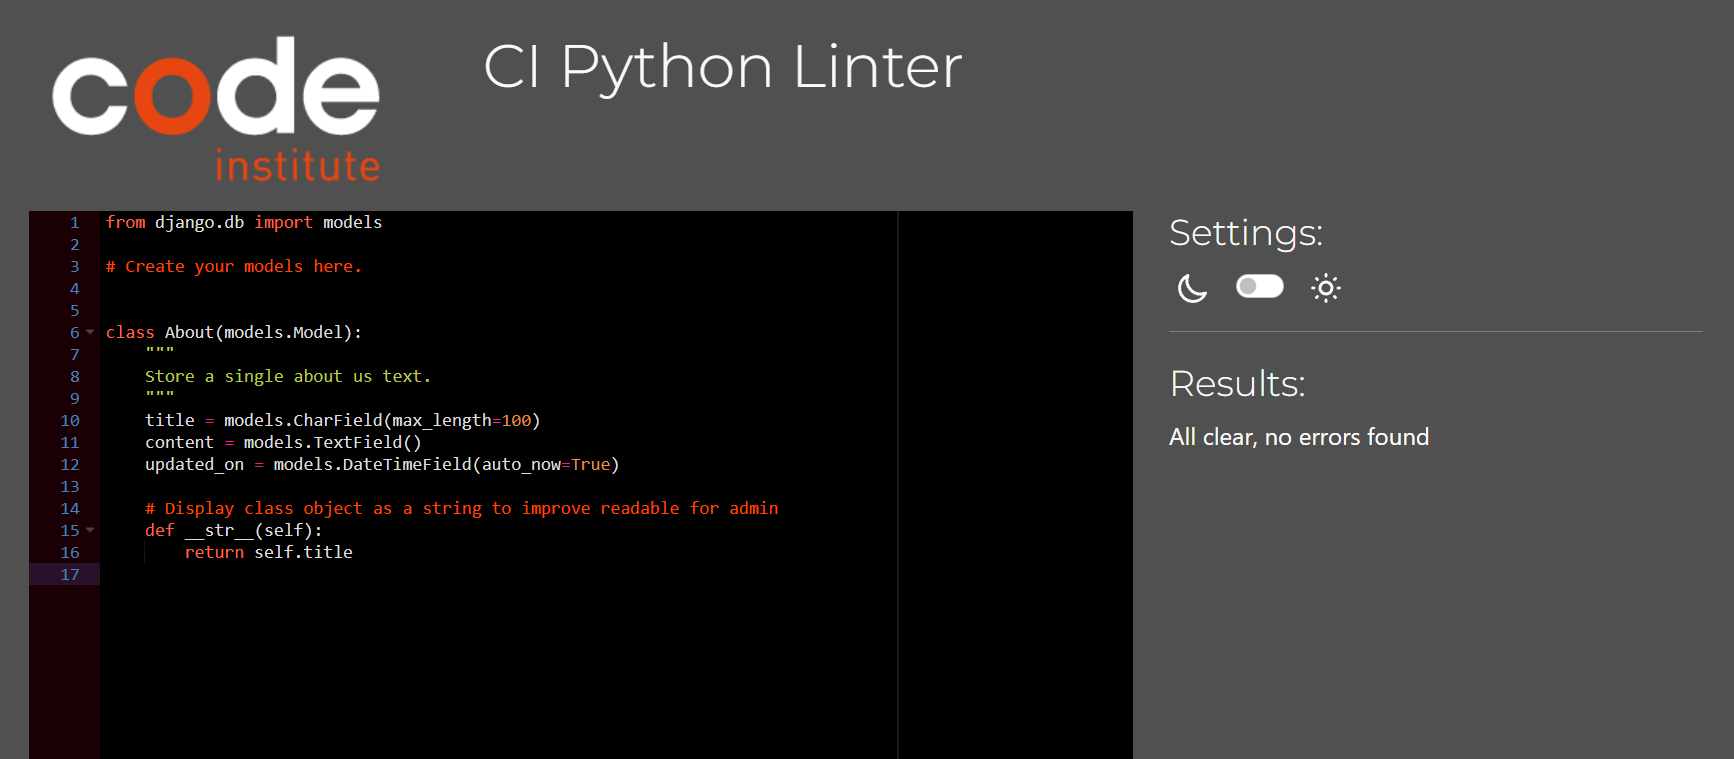 code
institute
CI Python Linter
1 from django.db import models
2
3 # Create your models here.
4
5
6 class About(models.Model):
7     """
8     Store a single about us text.
9     """
10     title = models.CharField(max_length=100)
11     content = models.TextField()
12     updated_on = models.DateTimeField(auto_now=True)
13
14     # Display class object as a string to improve readable for admin
15     def __str__(self):
16         return self.title
17
Settings:
Results:
All clear, no errors found